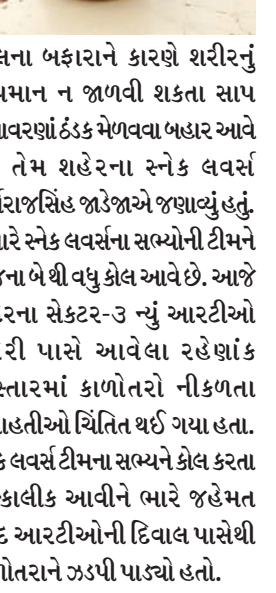 લના બફારાને કારણે શરીરનું
પમાન ન જાળવી શકતા સાપ
ાવરણાં ઠંડક મેળવવા બહાર આવે
તેમ શહેરના સ્નેક લવર્સ
રાજસિંહ જાડેજાએ જણાવ્યું હતું.
ારે સ્નેક લવર્સના સભ્યોની ટીમને
જના બે થી વધુ કોલ આવે છે. આજે
રના સેકટર-૩ ન્યું આરટીઓ
રી પાસે આવેલા રહેણાંક
સ્તારમાં કાળોતરો નીકળતા
ાહતીઓ ચિંતિત થઈ ગયા હતા.
ક લવર્સ ટીમના સભ્યને કોલ કરતા
કાલીક આવીને ભારે જહેમત
દ આરટીઓની દિવાલ પાસેથી
ળોતરાને ઝડપી પાડ્યો હતો.